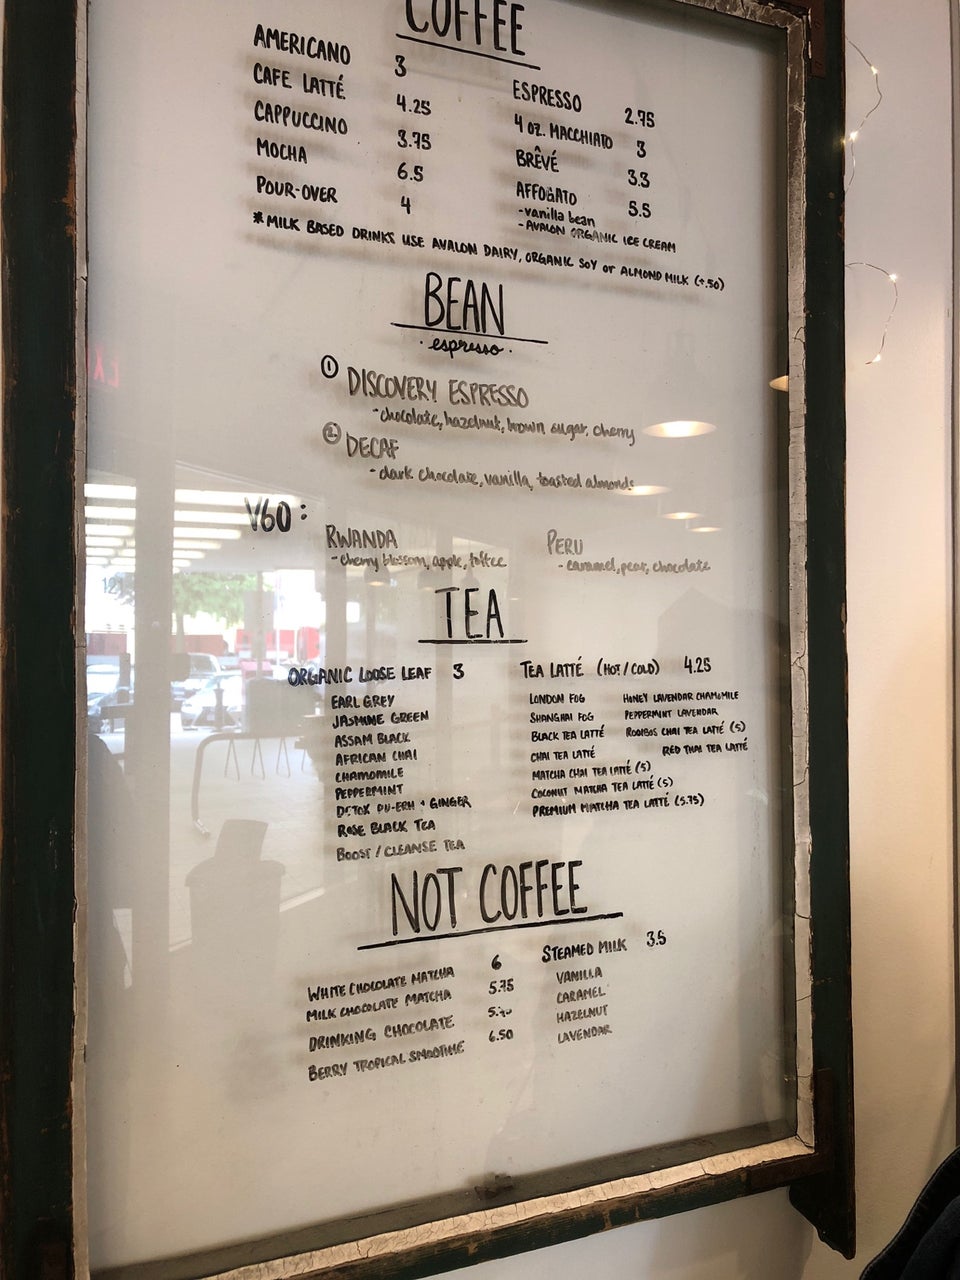 COFFEE
AMERICANO 3
CAFE LATTÉ 4.25
CAPPUCCINO 3.75
MOCHA 6.5
POUR-OVER 4
ESPRESSO 2.75
4 OZ. MACCHIATO 3
BRÊVÉ 3.3
AFFOGATO 5.5
-vanilla bean
-AVALON ORGANIC ICE CREAM
*MILK BASED DRINKS USE AVALON DAIRY, ORGANIC SOY or ALMOND MILK (+.50)
BEAN
·espresso·
1 DISCOVERY ESPRESSO
-chocolate, hazelnut, brown sugar, cherry
2 DECAF
-dark chocolate, vanilla, toasted almonds
V60:
RWANDA
-cherry blossom, apple, toffee
PERU
-caramel, pear, chocolate
TEA
ORGANIC LOOSE LEAF 3
EARL GREY
JASMINE GREEN
ASSAM BLACK
AFRICAN CHAI
CHAMOMILE
PEPPERMINT
DETOX PU-ERH + GINGER
ROSE BLACK TEA
BOOST / CLEANSE TEA
TEA LATTÉ (HOT/COLD) 4.25
LONDON FOG
SHANGHAI FOG
BLACK TEA LATTÉ
CHAI TEA LATTÉ
MATCHA CHAI TEA LATTÉ (5)
COCONUT MATCHA TEA LATTÉ (5)
PREMIUM MATCHA TEA LATTÉ (5.75)
HONEY LAVENDAR CHAMOMILE
PEPPERMINT LAVENDAR
ROOIBOS CHAI TEA LATTÉ (5)
RED THAI TEA LATTÉ
NOT COFFEE
WHITE CHOCOLATE MATCHA 6
MILK CHOCOLATE MATCHA 5.75
DRINKING CHOCOLATE
BERRY TROPICAL SMOOTHIE 6.50
STEAMED MILK 3.5
VANILLA
CARAMEL
HAZELNUT
LAVENDAR